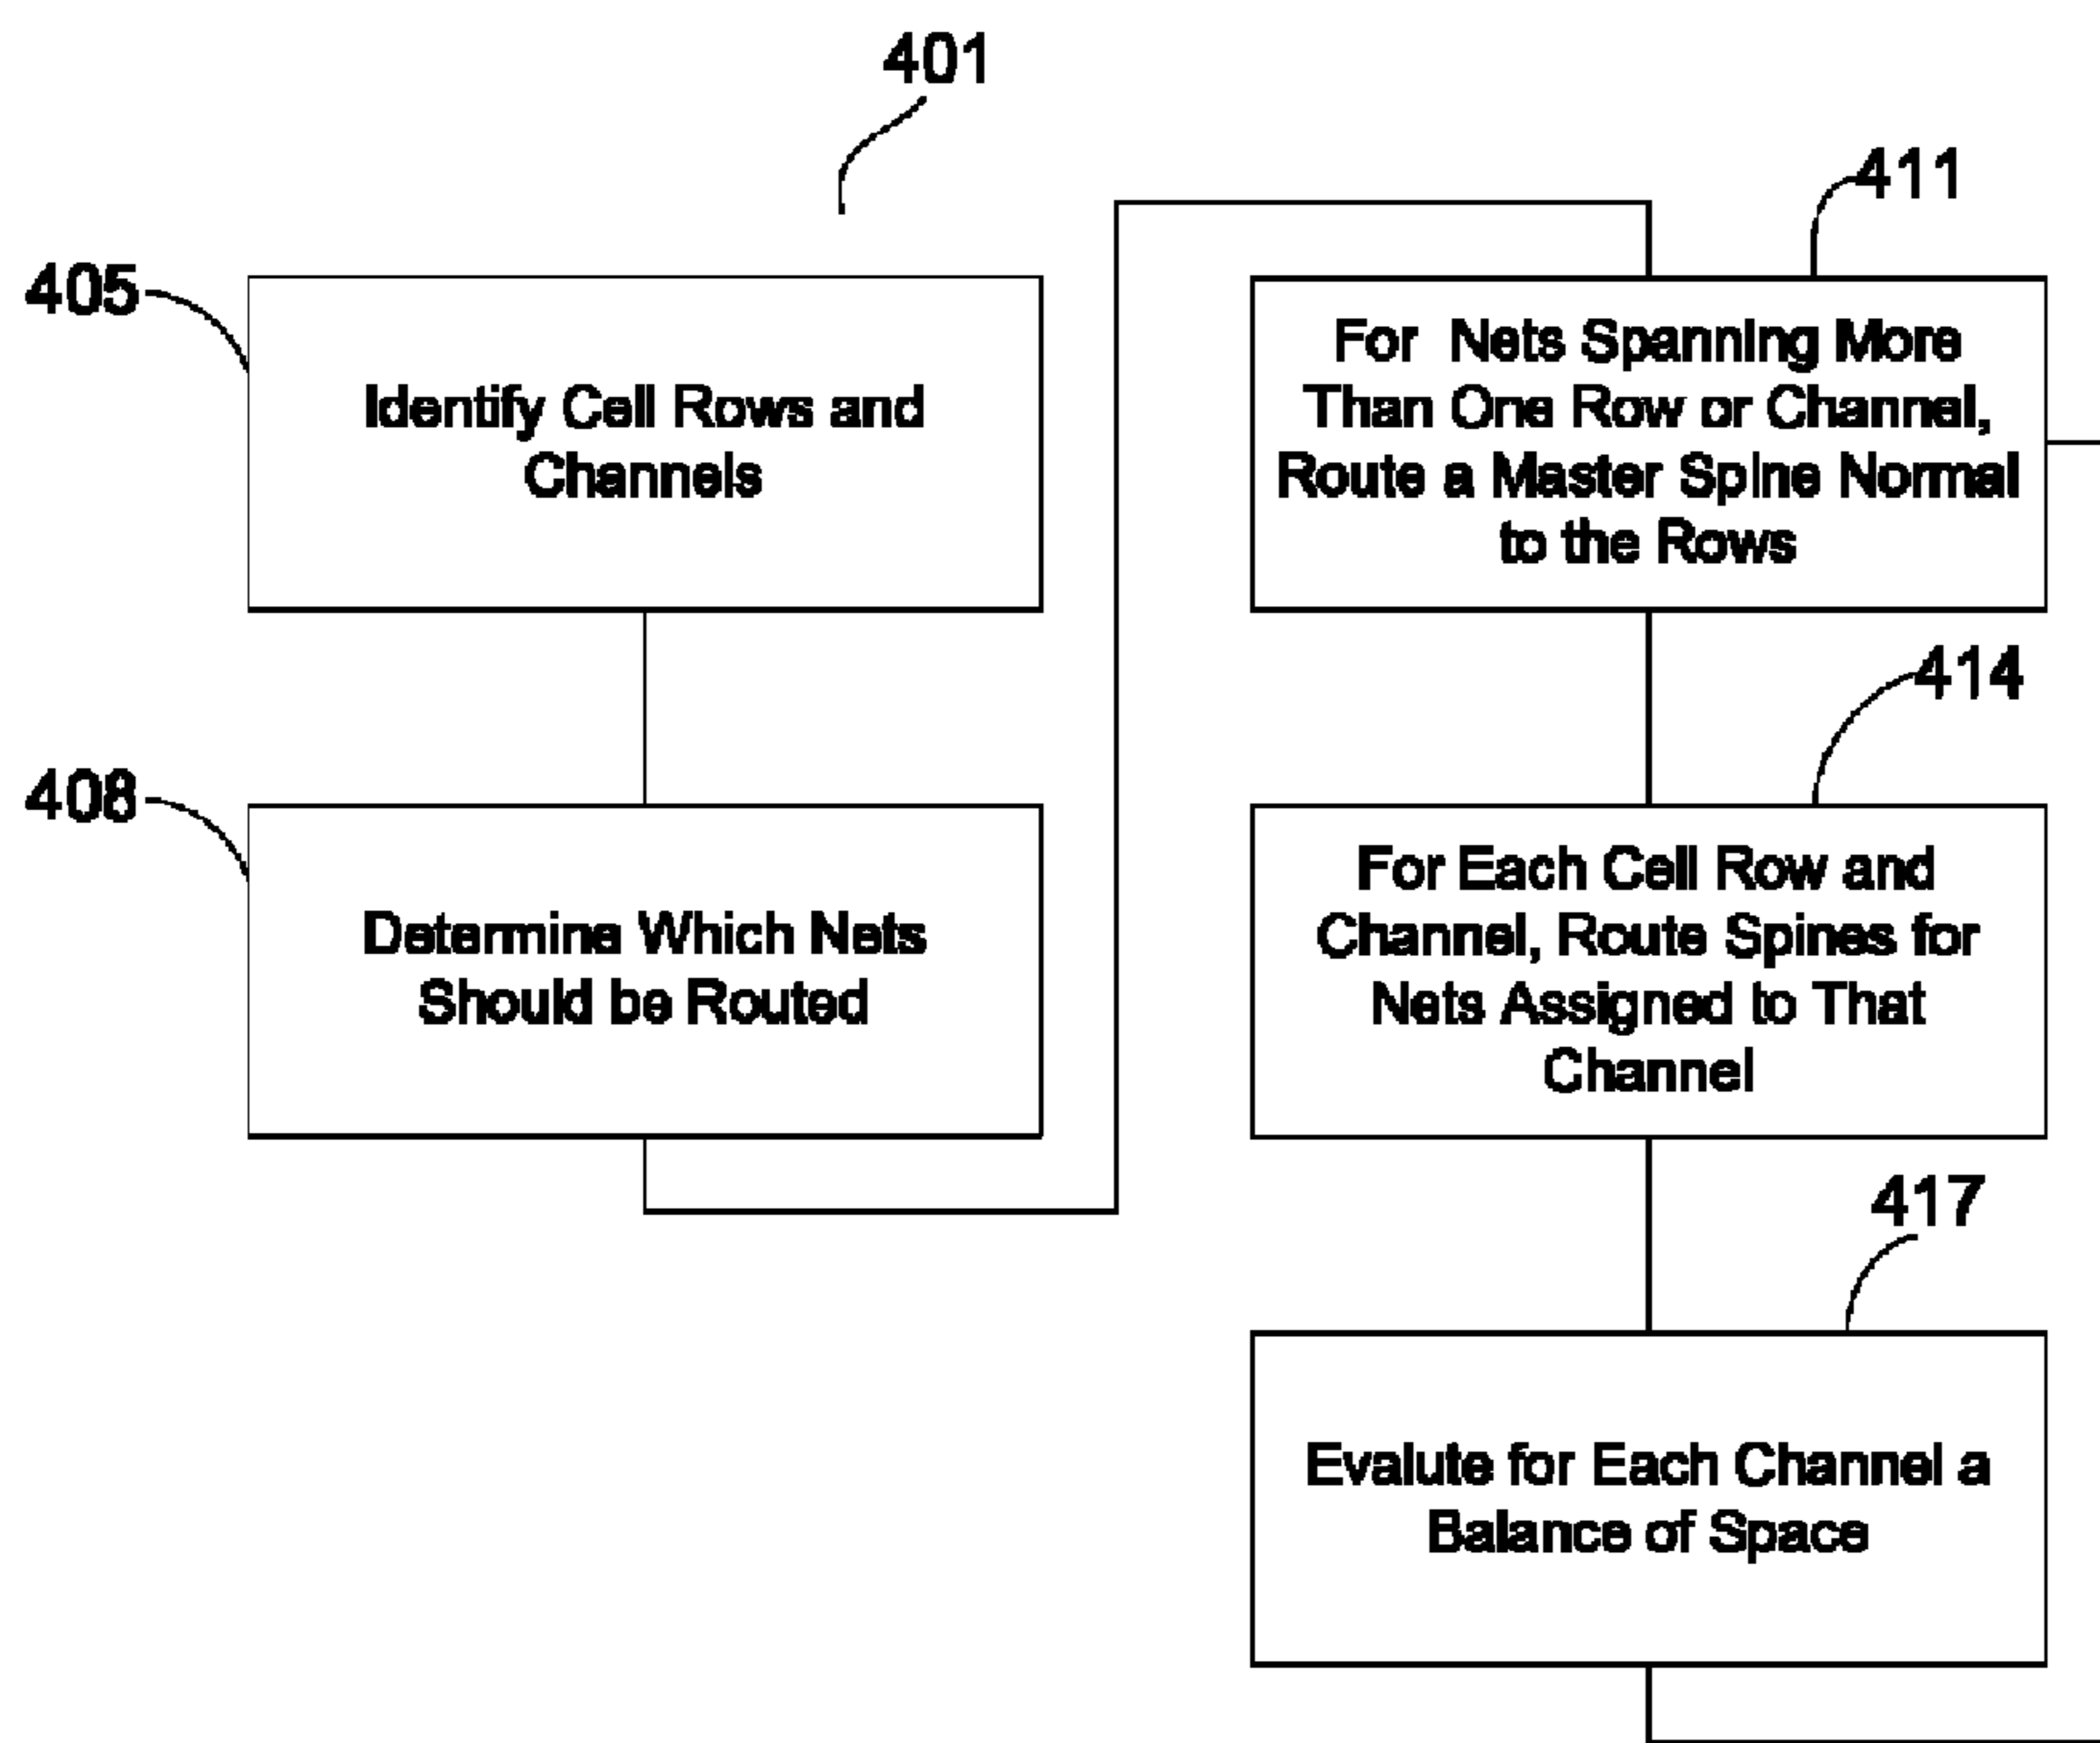 401
405
Identify Cell Rows and
Channels
408
Determine Which Nets
Should be Routed
411
For Nets Spanning More
Than One Row or Channel,
Route a Master Spine Normal
to the Rows
414
For Each Cell Row and
Channel, Route Spines for
Nets Assigned to That
Channel
417
Evalute for Each Channel a
Balance of Space